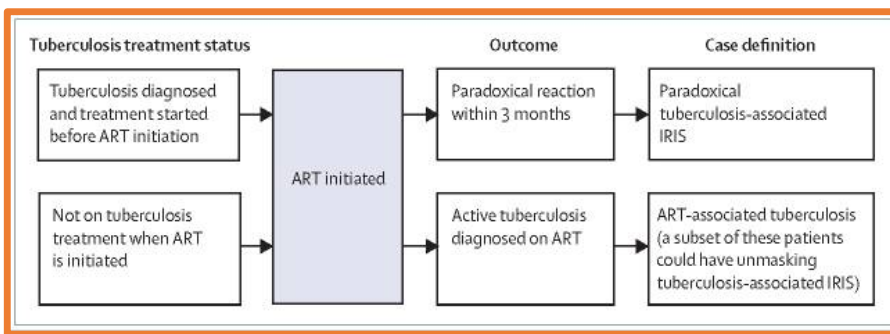 Tuberculosis treatment status
Outcome
Case definition
Tuberculosis diagnosed
and treatment started
before ART initiation
ART initiated
Paradoxical reaction
within 3 months
Paradoxical
tuberculosis-associated
IRIS
Not on tuberculosis
treatment when ART
is initiated
Active tuberculosis
diagnosed on ART
ART-associated tuberculosis
(a subset of these patients
could have unmasking
tuberculosis-associated IRIS)